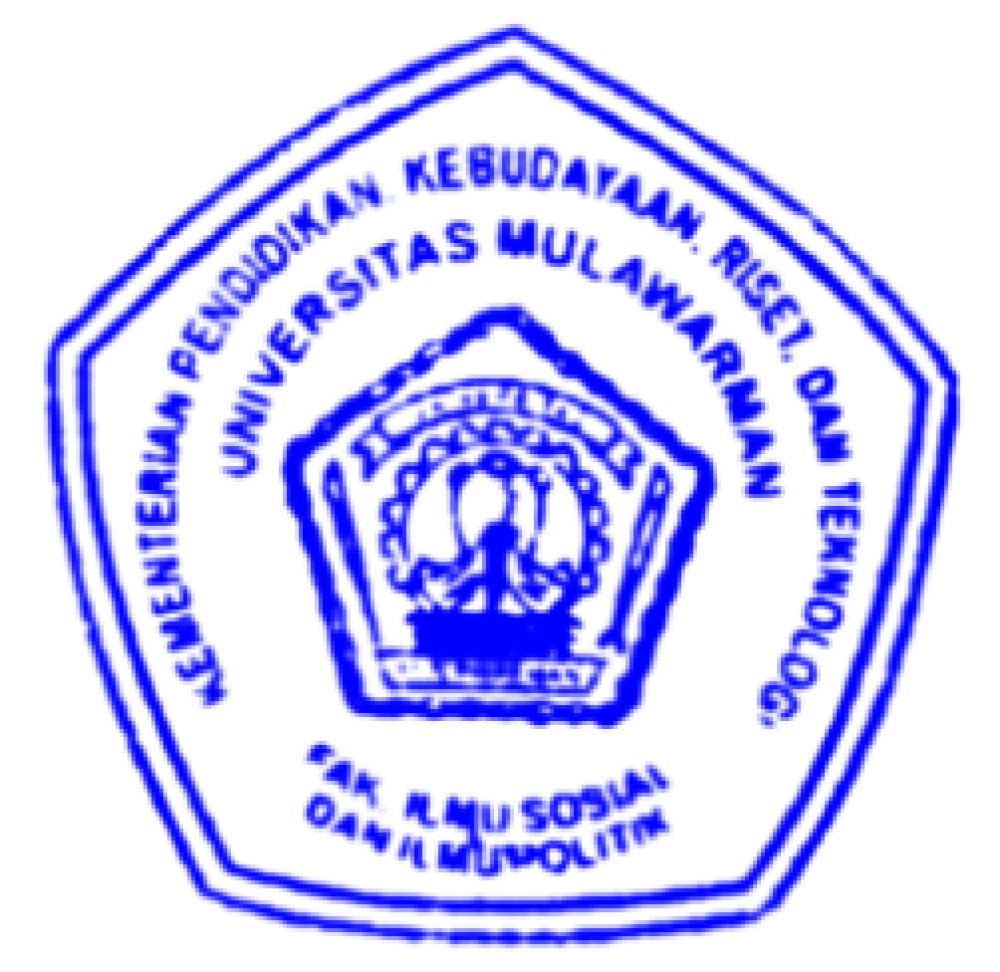 KEMENTERIAN PENDIDIKAN. KEBUDAYAAN. RISET. DAN TEKNOLOGI
UNIVERSITAS MULAWARMAN
FAK. ILMU SOSIAL
DAN ILMU POLITIK